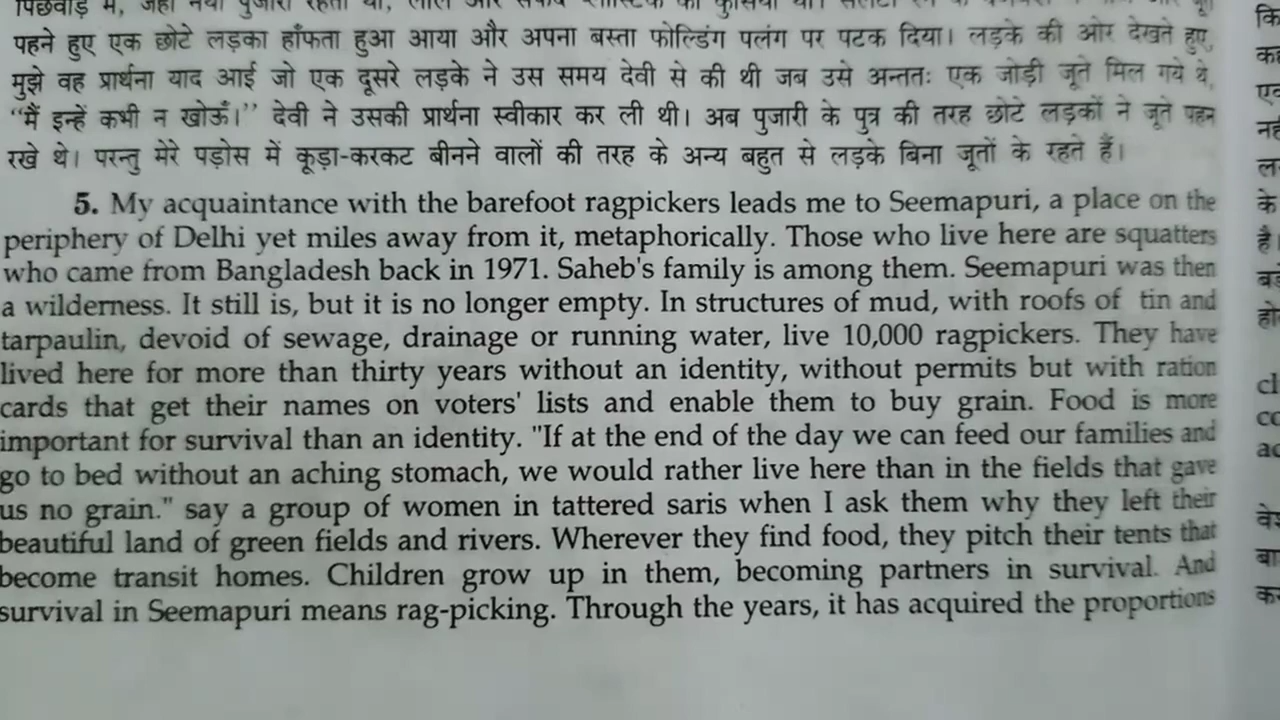 पहने हुए एक छोटे लड़का हाँफता हुआ आया और अपना बस्ता फोल्डिंग पलंग पर पटक दिया। लड़के की ओर देखते हुए,
मुझे वह प्रार्थना याद आई जो एक दूसरे लड़के ने उस समय देवी से की थी जब उसे अन्ततः एक जोड़ी जूते मिल गये थे,
“मैं इन्हें कभी न खोऊँ।” देवी ने उसकी प्रार्थना स्वीकार कर ली थी। अब पुजारी के पुत्र की तरह छोटे लड़कों ने जूते पहन
रखे थे। परन्तु मेरे पड़ोस में कूड़ा-करकट बीनने वालों की तरह के अन्य बहुत से लड़के बिना जूतों के रहते हैं।
5. My acquaintance with the barefoot ragpickers leads me to Seemapuri, a place on the
periphery of Delhi yet miles away from it, metaphorically. Those who live here are squatters
who came from Bangladesh back in 1971. Saheb's family is among them. Seemapuri was then
a wilderness. It still is, but it is no longer empty. In structures of mud, with roofs of tin and
tarpaulin, devoid of sewage, drainage or running water, live 10,000 ragpickers. They have
lived here for more than thirty years without an identity, without permits but with ration
cards that get their names on voters' lists and enable them to buy grain. Food is more
important for survival than an identity. "If at the end of the day we can feed our families and
go to bed without an aching stomach, we would rather live here than in the fields that gave
us no grain." say a group of women in tattered saris when I ask them why they left their
beautiful land of green fields and rivers. Wherever they find food, they pitch their tents that
become transit homes. Children grow up in them, becoming partners in survival. And
survival in Seemapuri means rag-picking. Through the years, it has acquired the proportions